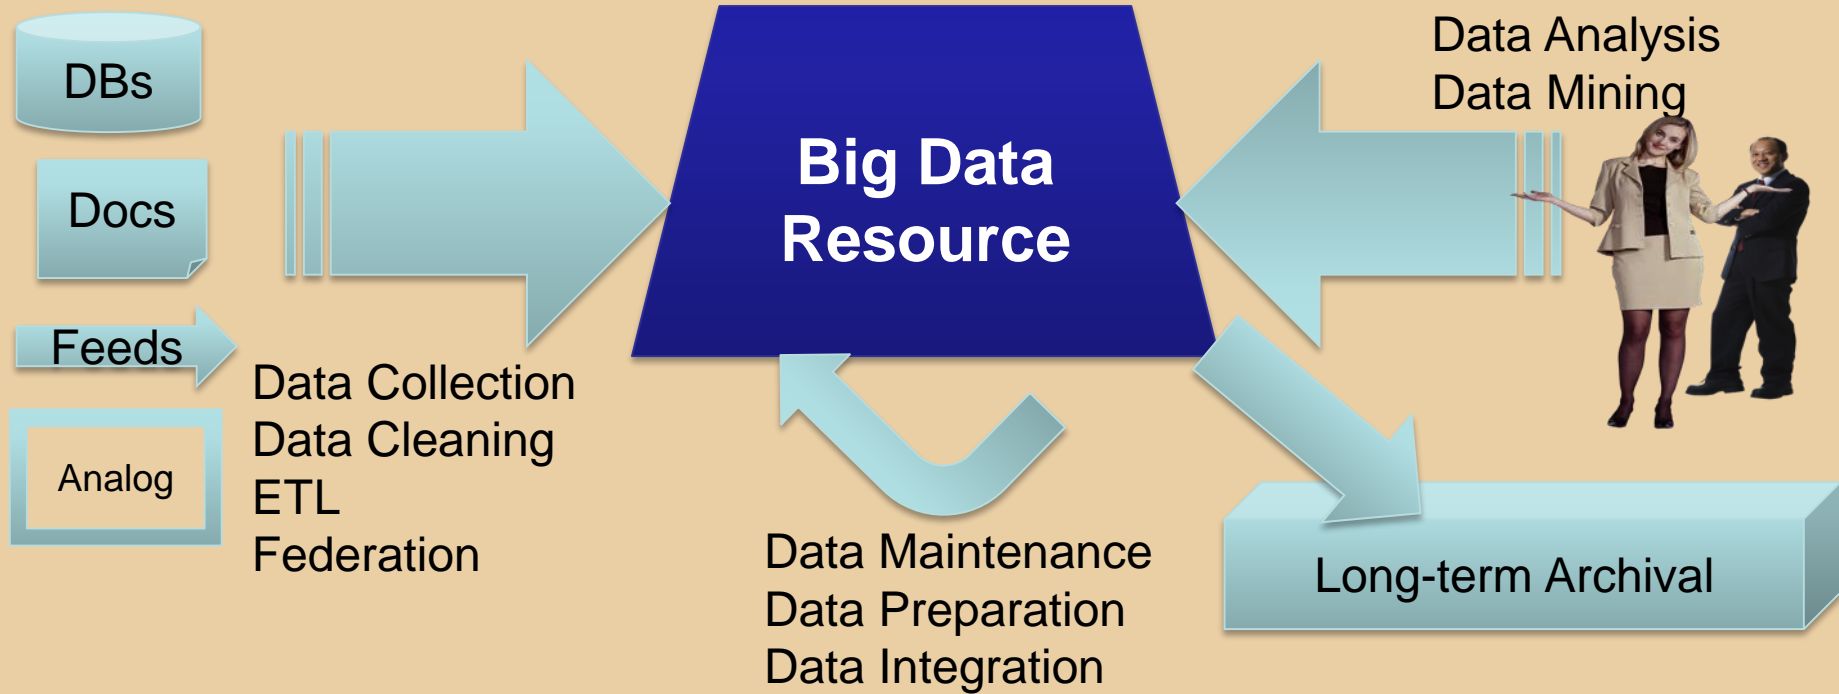 DBs
Docs
Feeds
Analog
Data Collection
Data Cleaning
ETL
Federation
Big Data
Resource
Data Maintenance
Data Preparation
Data Integration
Data Analysis
Data Mining
Long-term Archival